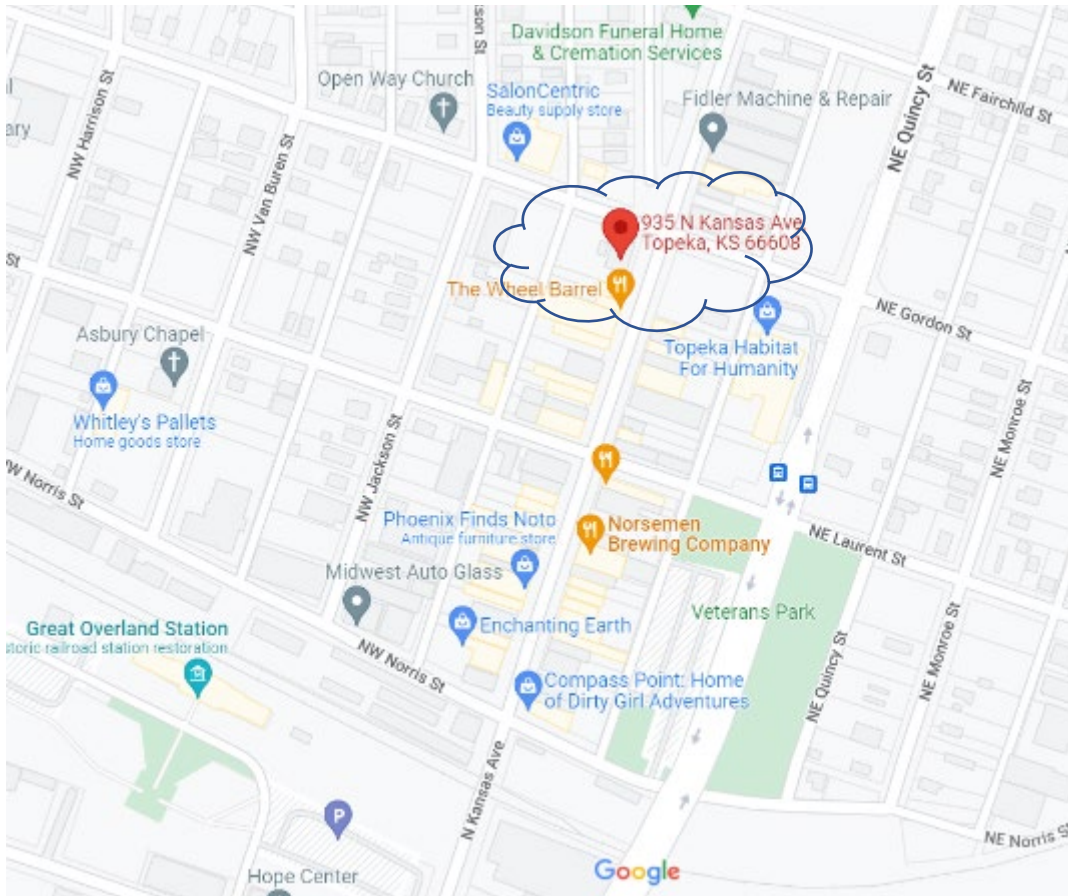 Davidson Funeral Home
& Cremation Services
son St
Open Way Church
SalonCentric
Beauty supply store
Fidler Machine & Repair
NE Quincy St
NE Fairchild St
NW Harrison St
ary
NW Van Buren St
935 N Kansas Ave
Topeka, KS 66608
The Wheel Barrel
St
NE Gordon St
Asbury Chapel
Topeka Habitat
For Humanity
Whitley's Pallets
Home goods store
NW Jackson St
NE Monroe St
NW Norris St
Phoenix Finds Noto
Antique furniture store
Norsemen
Brewing Company
NE Laurent St
Midwest Auto Glass
Veterans Park
Great Overland Station
storic railroad station restoration
Enchanting Earth
NW Norris St
NE Quincy St
NE Monroe St
Compass Point: Home
of Dirty Girl Adventures
N Kansas Ave
P
NE Norris St
Hope Center
Google